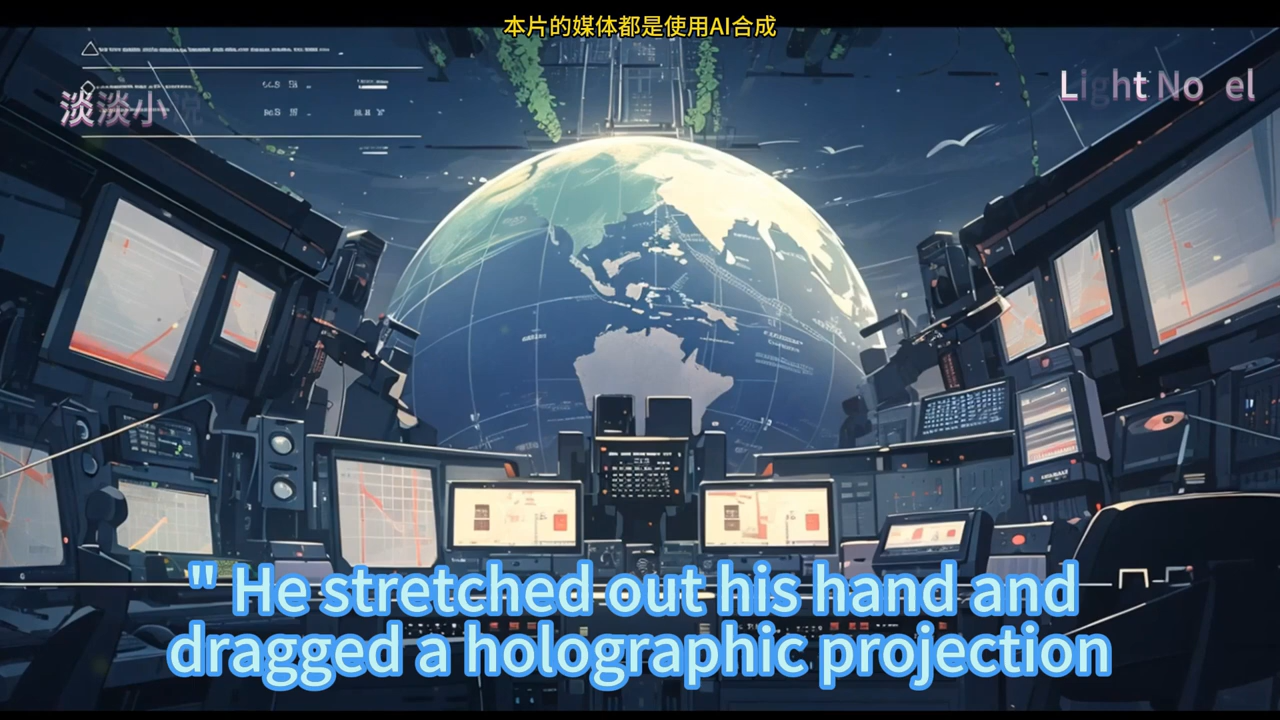 本片的媒体都是使用AI合成
淡淡小说
Light No el
" He stretched out his hand and
dragged a holographic projection